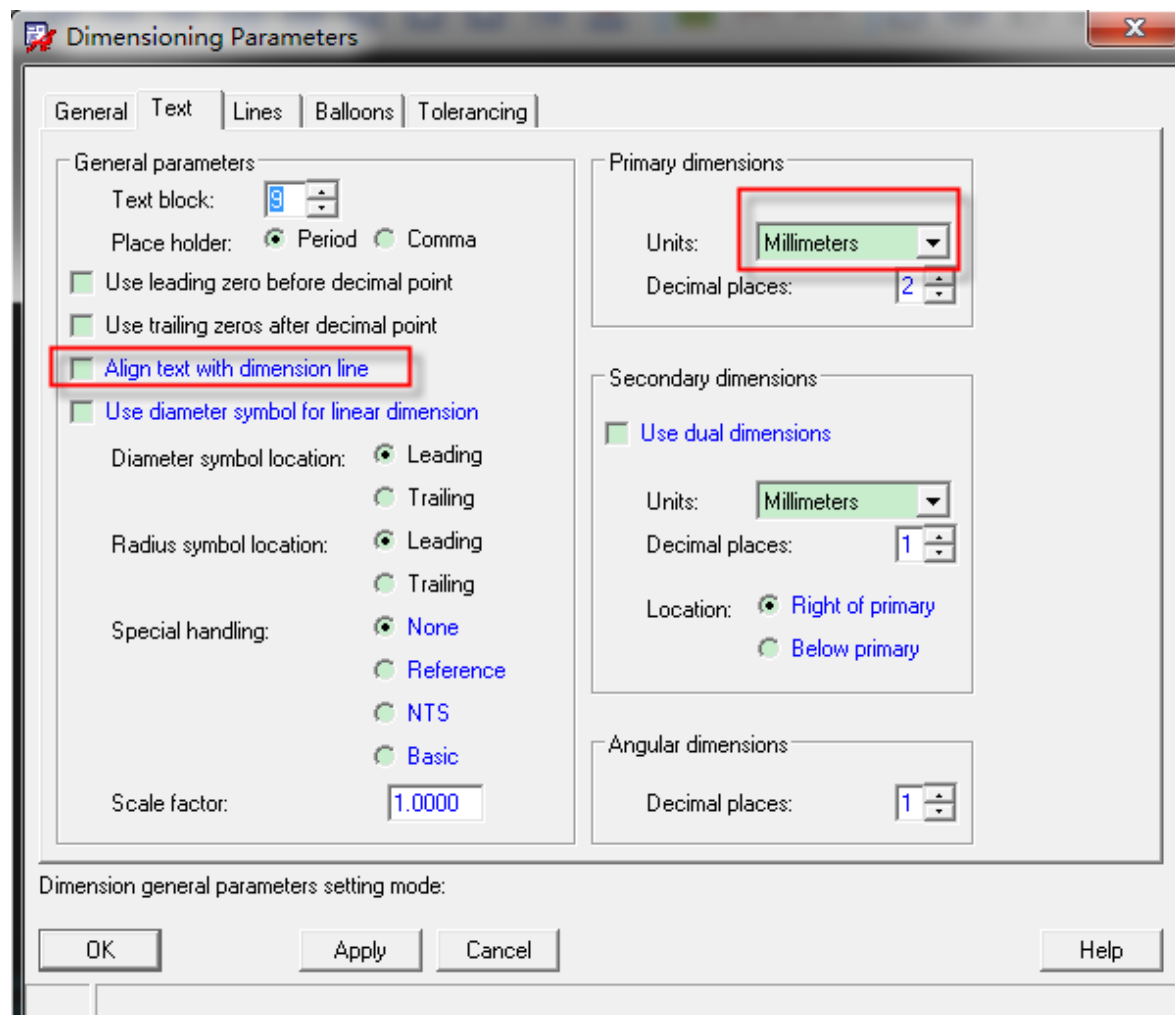 Dimensioning Parameters
General Text Lines Balloons Tolerancing
General parameters
Text block: 9
Place holder: Period Comma
Use leading zero before decimal point
Use trailing zeros after decimal point
Align text with dimension line
Use diameter symbol for linear dimension
Diameter symbol location: Leading
Trailing
Radius symbol location: Leading
Trailing
Special handling: None
Reference
NTS
Basic
Scale factor: 1.0000
Primary dimensions
Units: Millimeters
Decimal places: 2
Secondary dimensions
Use dual dimensions
Units: Millimeters
Decimal places: 1
Location: Right of primary
Below primary
Angular dimensions
Decimal places: 1
Dimension general parameters setting mode:
OK Apply Cancel Help